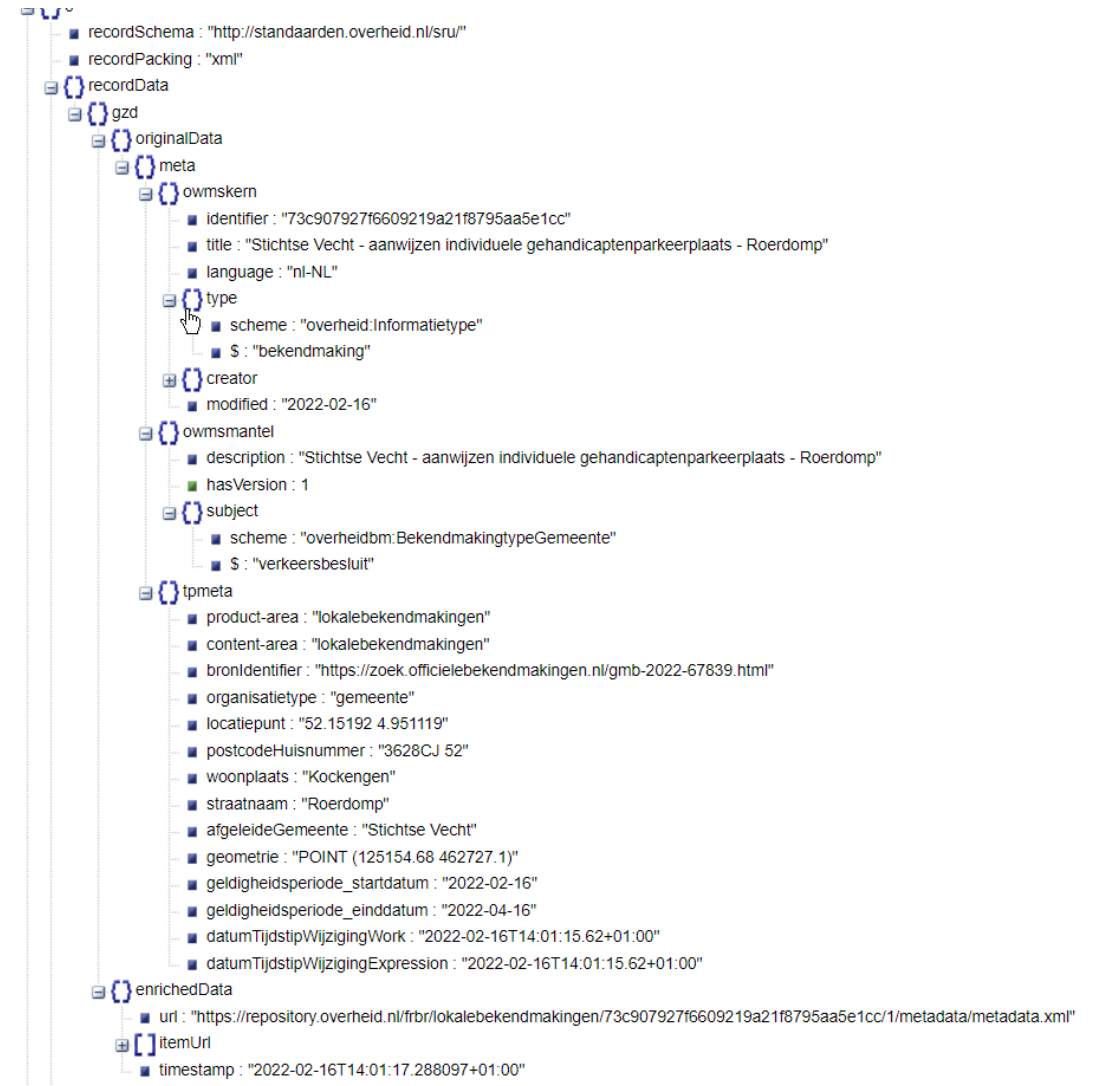 recordSchema : "http://standaarden.overheid.nl/sru/"
recordPacking : "xml"
recordData
gzd
originalData
meta
owmskern
identifier : "73c907927f6609219a21f8795aa5e1cc"
title : "Stichtse Vecht - aanwijzen individuele gehandicaptenparkeerplaats - Roerdomp"
language : "nl-NL"
type
scheme : "overheid:Informatietype"
$ : "bekendmaking"
creator
modified : "2022-02-16"
owmsmantel
description : "Stichtse Vecht - aanwijzen individuele gehandicaptenparkeerplaats - Roerdomp"
hasVersion : 1
subject
scheme : "overheidbm:BekendmakingtypeGemeente"
$ : "verkeersbesluit"
tpmeta
product-area : "lokalebekendmakingen"
content-area : "lokalebekendmakingen"
bronIdentifier : "https://zoek.officielebekendmakingen.nl/gmb-2022-67839.html"
organisatietype : "gemeente"
locatiepunt : "52.15192 4.951119"
postcodeHuisnummer : "3628CJ 52"
woonplaats : "Kockengen"
straatnaam : "Roerdomp"
afgeleideGemeente : "Stichtse Vecht"
geometrie : "POINT (125154.68 462727.1)"
geldigheidsperiode_startdatum : "2022-02-16"
geldigheidsperiode_einddatum : "2022-04-16"
datumTijdstipWijzigingWork : "2022-02-16T14:01:15.62+01:00"
datumTijdstipWijzigingExpression : "2022-02-16T14:01:15.62+01:00"
enrichedData
url : "https://repository.overheid.nl/frbr/lokalebekendmakingen/73c907927f6609219a21f8795aa5e1cc/1/metadata/metadata.xml"
itemUrl
timestamp : "2022-02-16T14:01:17.288097+01:00"